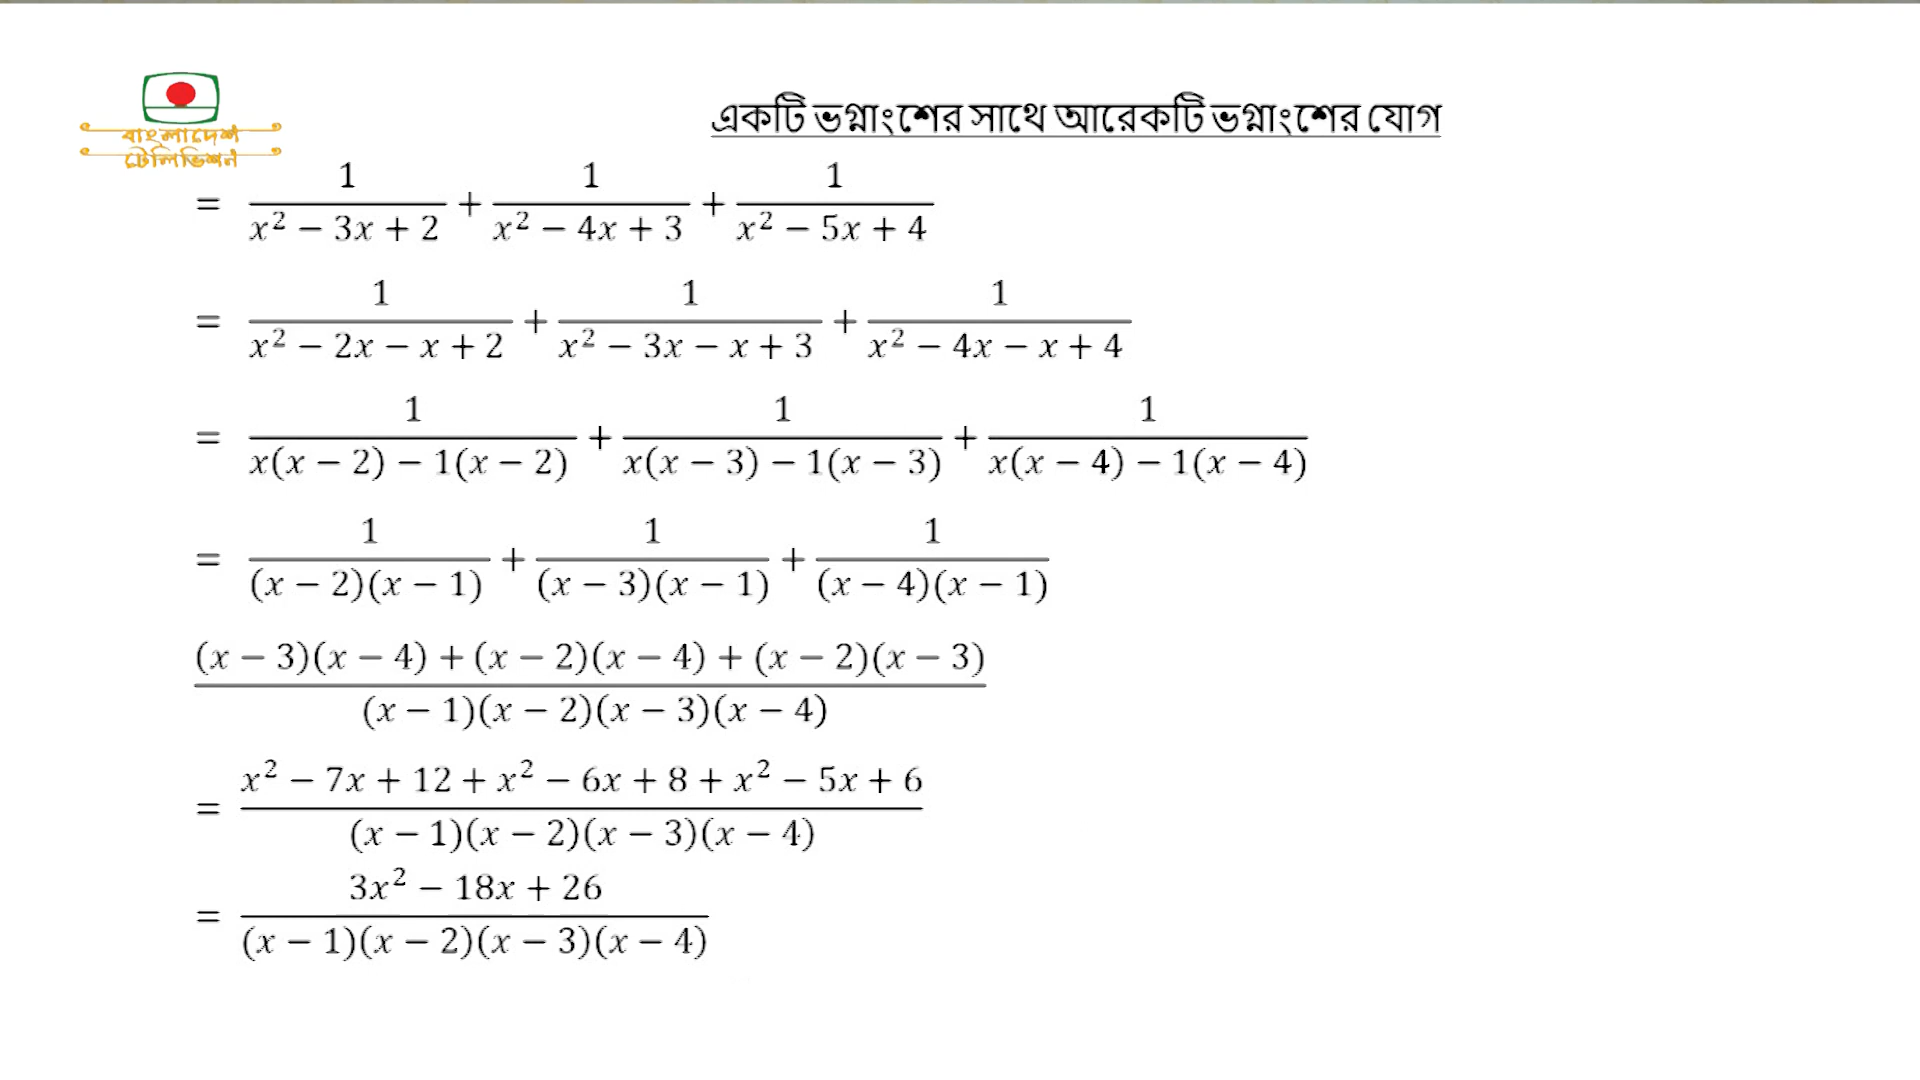 একটি ভগ্নাংশের সাথে আরেকটি ভগ্নাংশের যোগ
বাংলাদেশ
টেলিভিশন
= 1/(x² − 3x + 2) + 1/(x² − 4x + 3) + 1/(x² − 5x + 4)
= 1/(x² − 2x − x + 2) + 1/(x² − 3x − x + 3) + 1/(x² − 4x − x + 4)
= 1/(x(x − 2) − 1(x − 2)) + 1/(x(x − 3) − 1(x − 3)) + 1/(x(x − 4) − 1(x − 4))
= 1/((x − 2)(x − 1)) + 1/((x − 3)(x − 1)) + 1/((x − 4)(x − 1))
((x − 3)(x − 4) + (x − 2)(x − 4) + (x − 2)(x − 3))/((x − 1)(x − 2)(x − 3)(x − 4))
= (x² − 7x + 12 + x² − 6x + 8 + x² − 5x + 6)/((x − 1)(x − 2)(x − 3)(x − 4))
= (3x² − 18x + 26)/((x − 1)(x − 2)(x − 3)(x − 4))